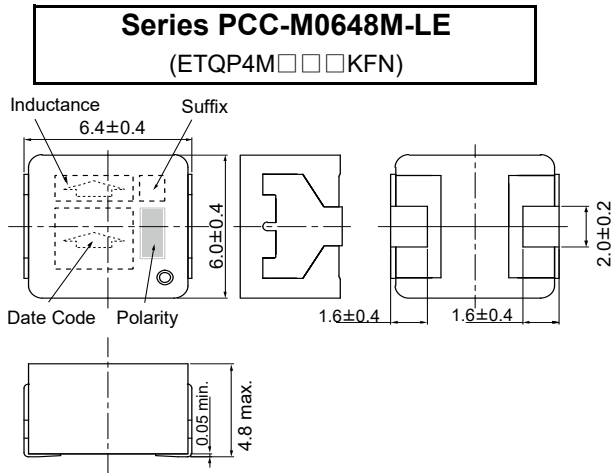 Series PCC-M0648M-LE
(ETQP4M□□□KFN)
Inductance
Suffix
6.4±0.4
6.0±0.4
2.0±0.2
Date Code
Polarity
1.6±0.4
1.6±0.4
0.05 min.
4.8 max.